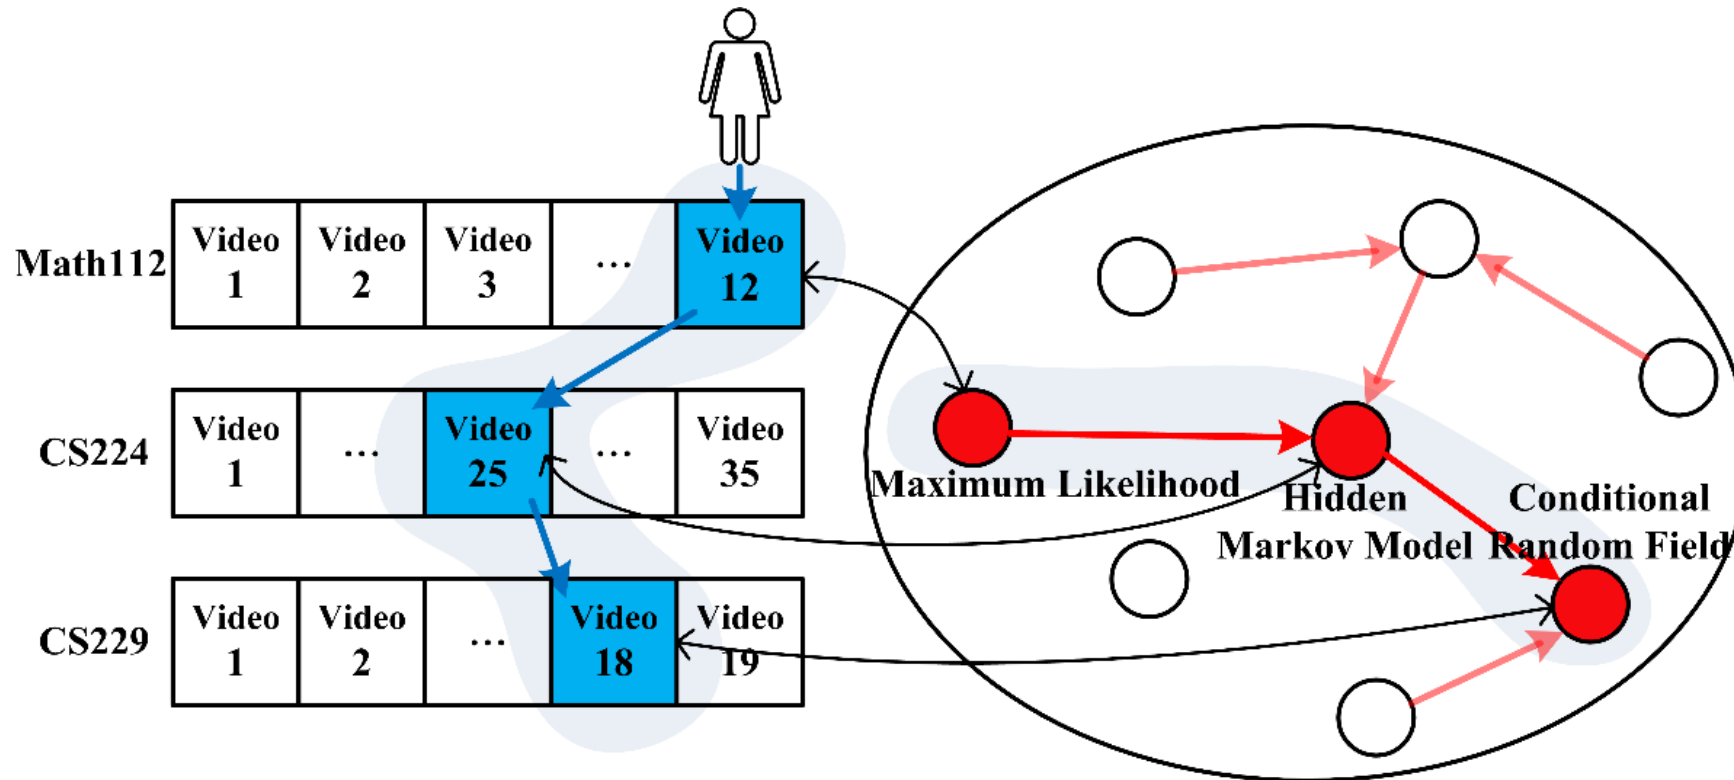 Math112
Video 1
Video 2
Video 3
...
Video 12
CS224
Video 1
...
Video 25
...
Video 35
CS229
Video 1
Video 2
...
Video 18
Video 19
Maximum Likelihood
Hidden
Markov Model
Conditional
Random Field